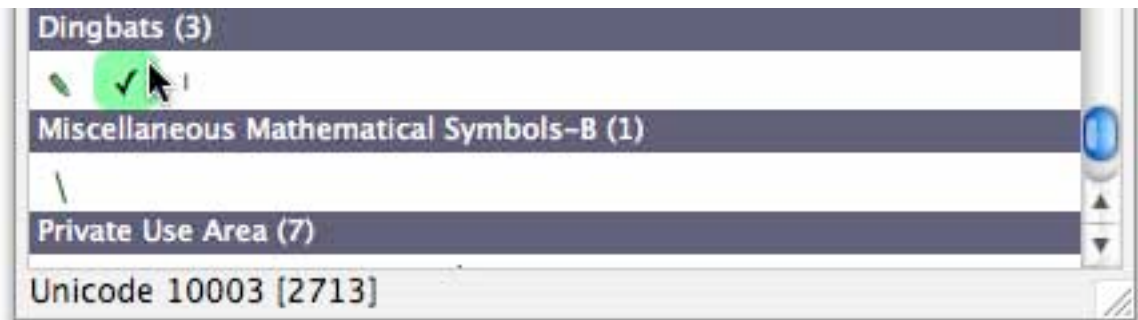 Dingbats (3)
✎ ✓ ❘
Miscellaneous Mathematical Symbols-B (1)
⧵
Private Use Area (7)
Unicode 10003 [2713]